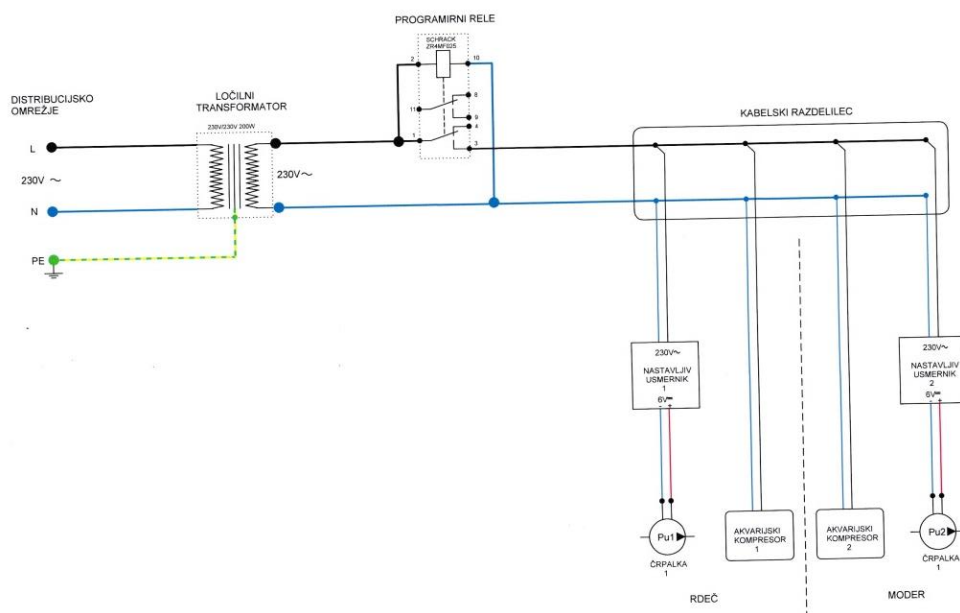 PROGRAMIRNI RELE
SCHRACK
ZR4MF025
2
10
8
11
9
4
1
3
DISTRIBUCIJSKO
OMREŽJE
L
230V ~
N
PE
LOČILNI
TRANSFORMATOR
230V/230V 200W
230V ~
KABELSKI RAZDELILEC
230V ~
NASTAVLJIV
USMERNIK
1
6V
- +
Pu1
ČRPALKA
1
AKVARIJSKI
KOMPRESOR
1
AKVARIJSKI
KOMPRESOR
2
230V ~
NASTAVLJIV
USMERNIK
2
6V
- +
Pu2
ČRPALKA
1
RDEČ
MODER